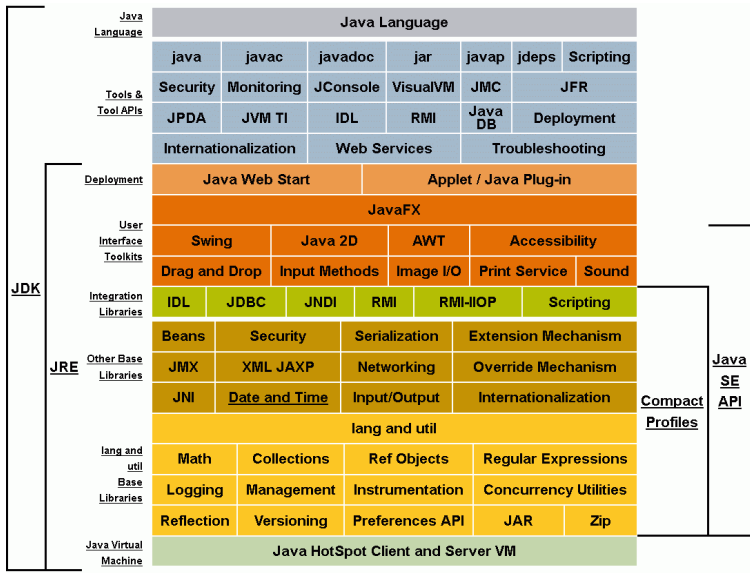 Java
Language
Java Language
Tools &
Tool APIs
java javac javadoc jar javap jdeps Scripting
Security Monitoring JConsole VisualVM JMC JFR
JPDA JVM TI IDL RMI Java DB Deployment
Internationalization Web Services Troubleshooting
Deployment
Java Web Start Applet / Java Plug-in
User
Interface
Toolkits
JavaFX
Swing Java 2D AWT Accessibility
Drag and Drop Input Methods Image I/O Print Service Sound
Integration
Libraries
IDL JDBC JNDI RMI RMI-IIOP Scripting
Other Base
Libraries
Beans Security Serialization Extension Mechanism
JMX XML JAXP Networking Override Mechanism
JNI Date and Time Input/Output Internationalization
lang and
util
Base
Libraries
lang and util
Math Collections Ref Objects Regular Expressions
Logging Management Instrumentation Concurrency Utilities
Reflection Versioning Preferences API JAR Zip
Java Virtual
Machine
Java HotSpot Client and Server VM
JDK
JRE
Compact
Profiles
Java
SE
API